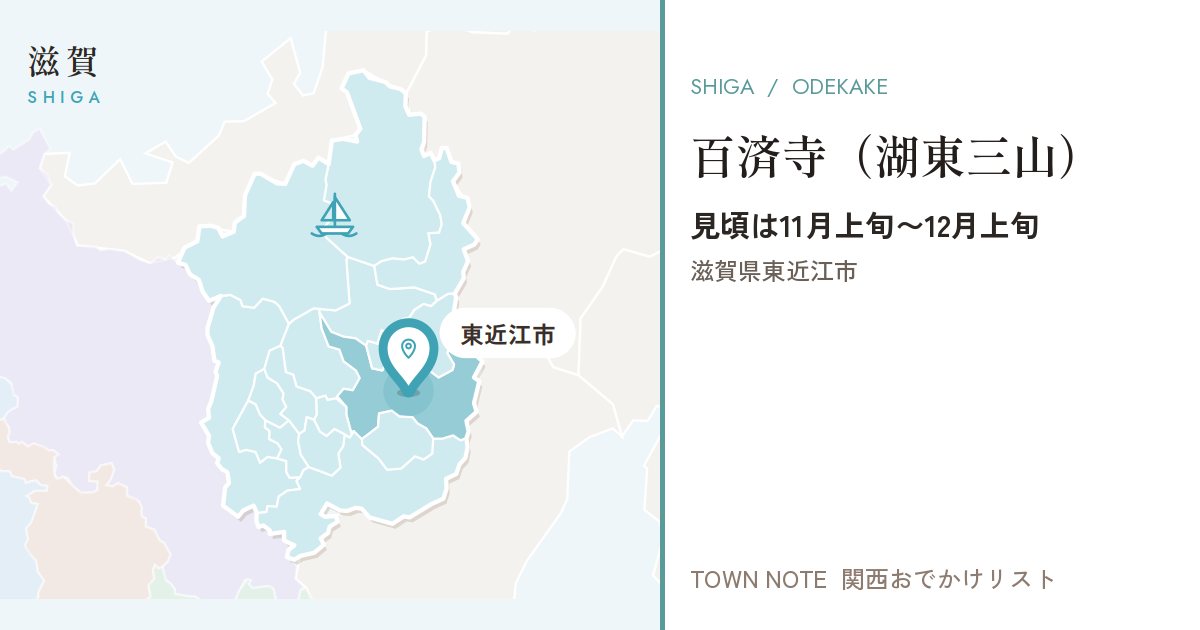 滋賀
SHIGA
東近江市
SHIGA / ODEKAKE
百済寺（湖東三山）
見頃は11月上旬〜12月上旬
滋賀県東近江市
TOWN NOTE 関西おでかけリスト